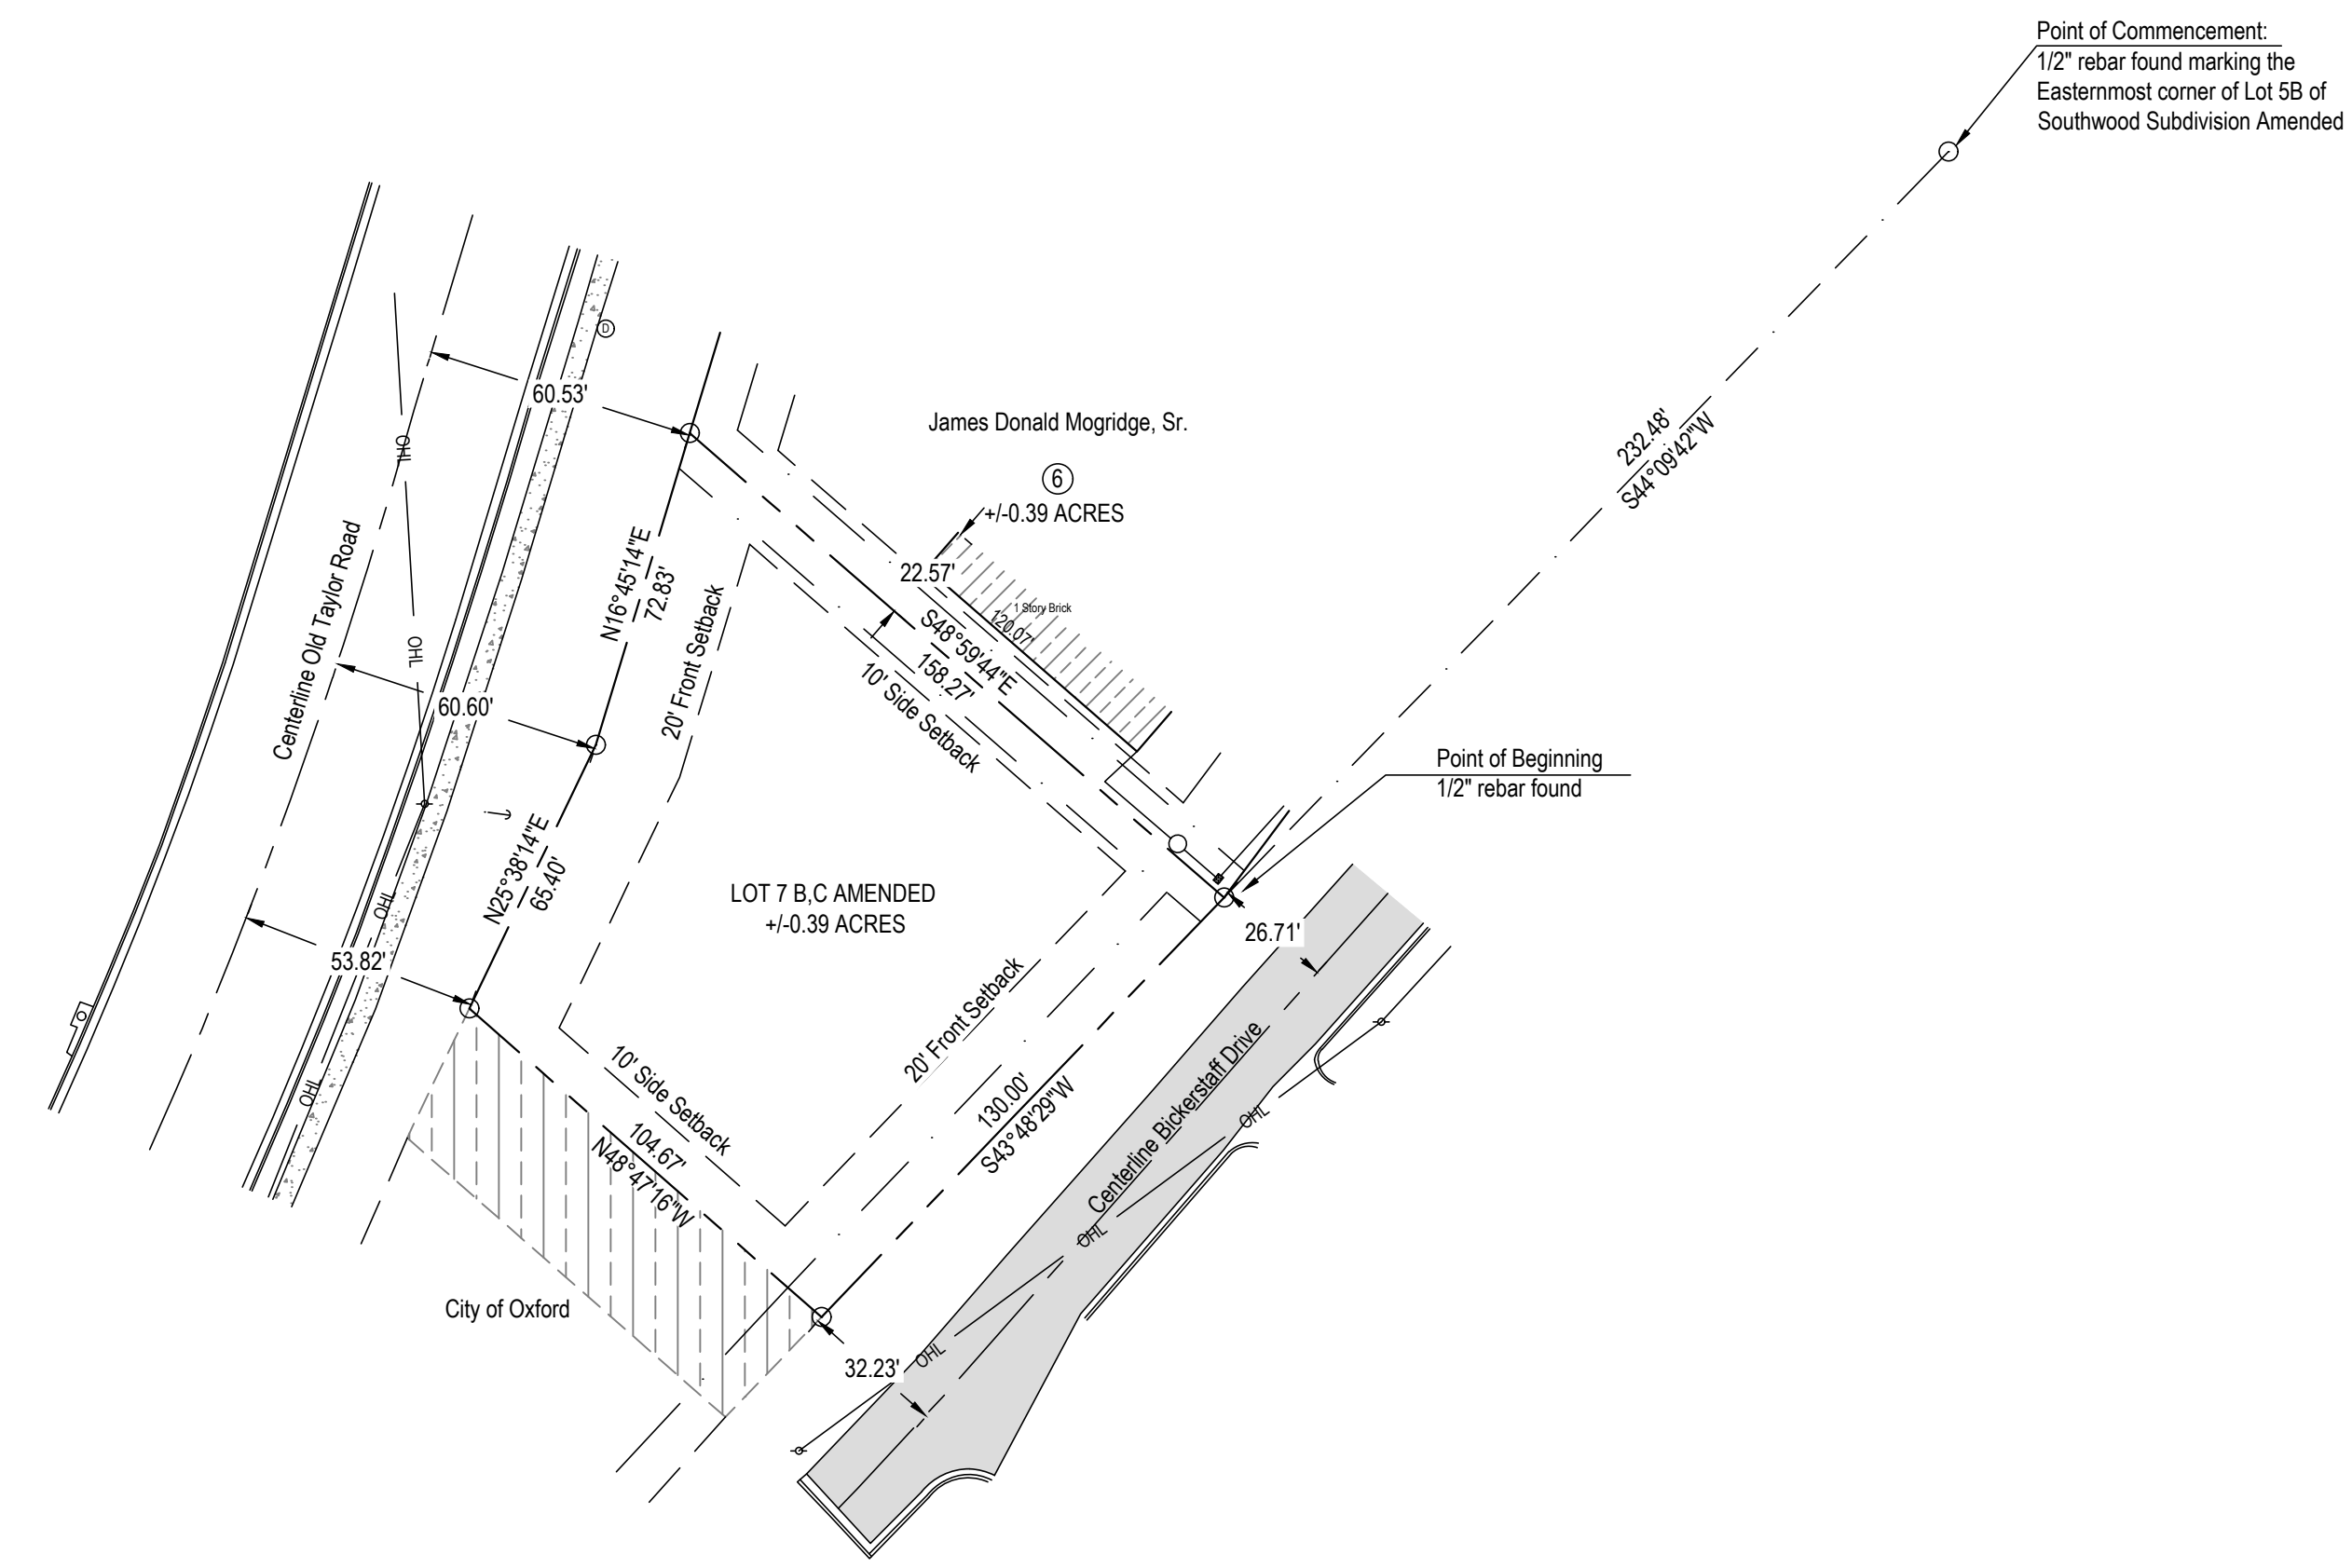 Point of Commencement:
1/2" rebar found marking the
Easternmost corner of Lot 5B of
Southwood Subdivision Amended
232.48'
S44°09'42"W
D
60.53'
James Donald Mogridge, Sr.
6
+/-0.39 ACRES
OHL
22.57'
1 Story Brick
120.07'
N16°45'14"E
72.83'
S48°59'44"E
158.27'
10' Side Setback
20' Front Setback
Centerline Old Taylor Road
OHL
60.60'
Point of Beginning
1/2" rebar found
N25°38'14"E
65.40'
LOT 7 B,C AMENDED
+/-0.39 ACRES
OHL
26.71'
53.82'
20' Front Setback
10' Side Setback
OHL
130.00'
S43°48'29"W
Centerline Bickerstaff Drive
OHL
104.67'
N48°47'16"W
OHL
City of Oxford
32.23'
OHL